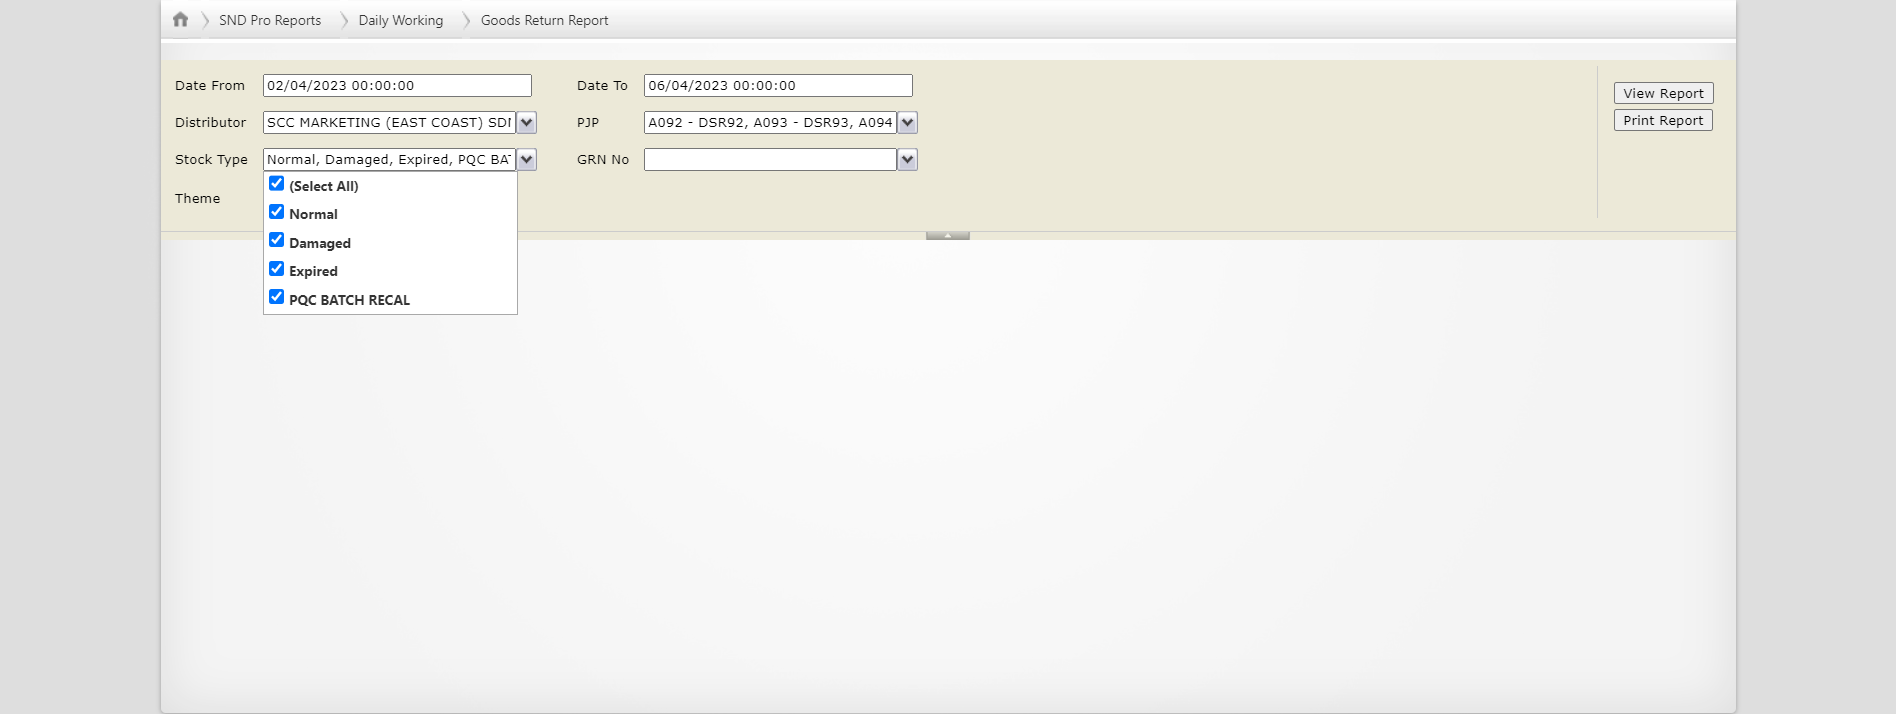 SND Pro Reports Daily Working Goods Return Report
Date From 02/04/2023 00:00:00 Date To 06/04/2023 00:00:00
View Report
Distributor SCC MARKETING (EAST COAST) PJP A092 - DSR92, A093 - DSR93, A094
Print Report
Stock Type Normal, Damaged, Expired, PQC GRN No
(Select All)
Theme
Normal
Damaged
Expired
PQC BATCH RECAL